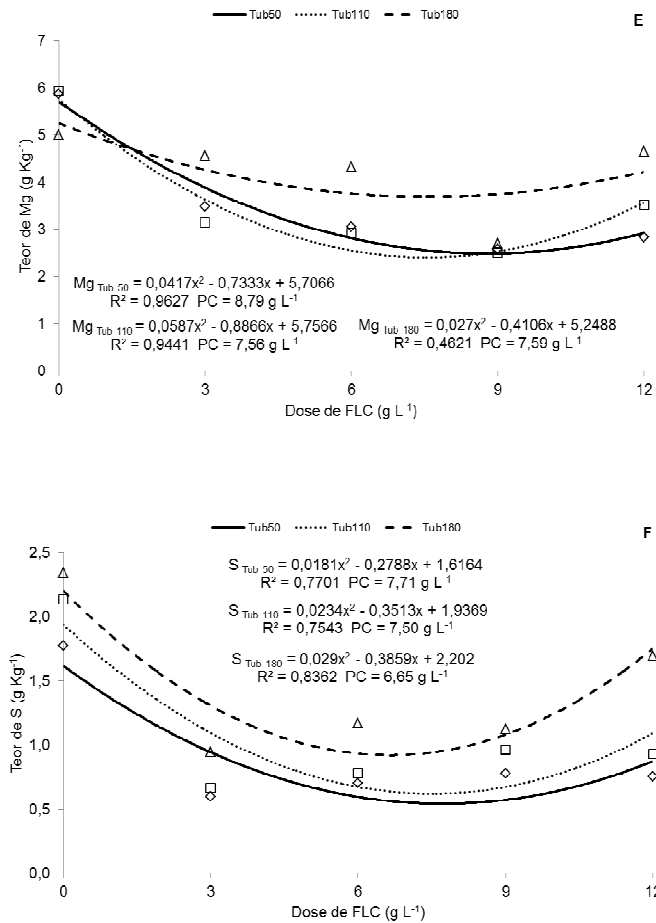 Tub50 Tub110 Tub180
E
7
6
5
4
3
2
1
0
Teor de Mg (g Kg⁻¹)
Mg Tub 50 = 0,0417x² - 0,7333x + 5,7066
R² = 0,9627 PC = 8,79 g L⁻¹
Mg Tub 110 = 0,0587x² - 0,8866x + 5,7566
R² = 0,9441 PC = 7,56 g L⁻¹
Mg Tub 180 = 0,027x² - 0,4106x + 5,2488
R² = 0,4621 PC = 7,59 g L⁻¹
0 3 6 9 12
Dose de FLC (g L⁻¹)
Tub50 Tub110 Tub180
F
2,5
2,0
1,5
1,0
0,5
0,0
Teor de S (g Kg⁻¹)
S Tub 50 = 0,0181x² - 0,2788x + 1,6164
R² = 0,7701 PC = 7,71 g L⁻¹
S Tub 110 = 0,0234x² - 0,3513x + 1,9369
R² = 0,7543 PC = 7,50 g L⁻¹
S Tub 180 = 0,029x² - 0,3859x + 2,202
R² = 0,8362 PC = 6,65 g L⁻¹
0 3 6 9 12
Dose de FLC (g L⁻¹)